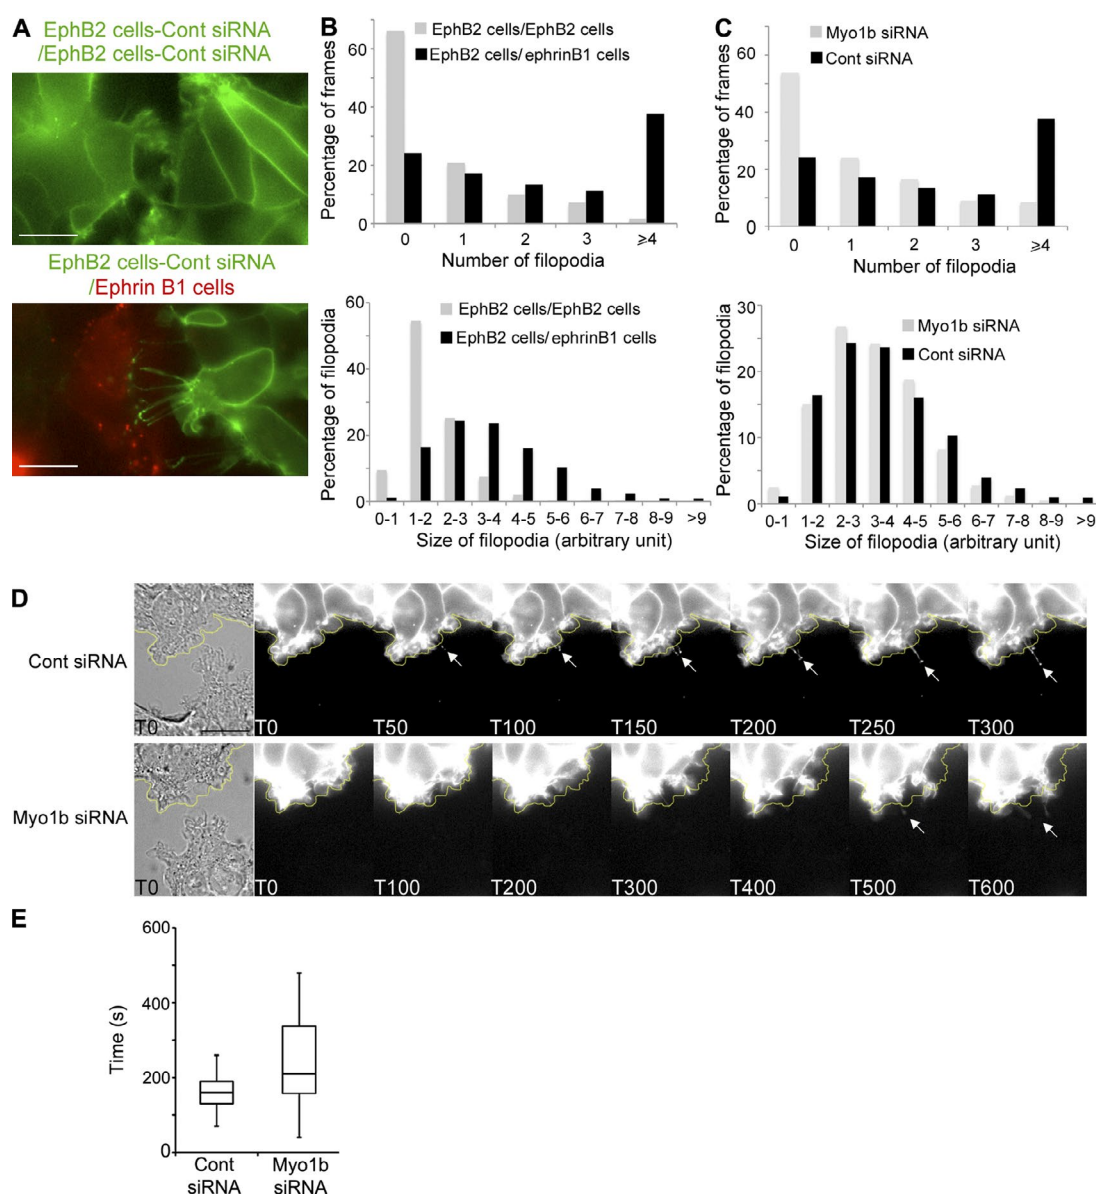 A
EphB2 cells-Cont siRNA
/EphB2 cells-Cont siRNA
EphB2 cells-Cont siRNA
/Ephrin B1 cells
B
Percentage of frames
60
40
20
0
EphB2 cells/EphB2 cells
EphB2 cells/ephrinB1 cells
0 1 2 3 ⩾4
Number of filopodia
Percentage of filopodia
60
40
20
0
EphB2 cells/EphB2 cells
EphB2 cells/ephrinB1 cells
0-1 1-2 2-3 3-4 4-5 5-6 6-7 7-8 8-9 >9
Size of filopodia (arbitrary unit)
C
Percentage of frames
60
40
20
0
Myo1b siRNA
Cont siRNA
0 1 2 3 ⩾4
Number of filopodia
Percentage of filopodia
30
20
10
0
Myo1b siRNA
Cont siRNA
0-1 1-2 2-3 3-4 4-5 5-6 6-7 7-8 8-9 >9
Size of filopodia (arbitrary unit)
D
Cont siRNA
T0 T0 T50 T100 T150 T200 T250 T300
Myo1b siRNA
T0 T0 T100 T200 T300 T400 T500 T600
E
Time (s)
600
400
200
0
Cont
siRNA
Myo1b
siRNA